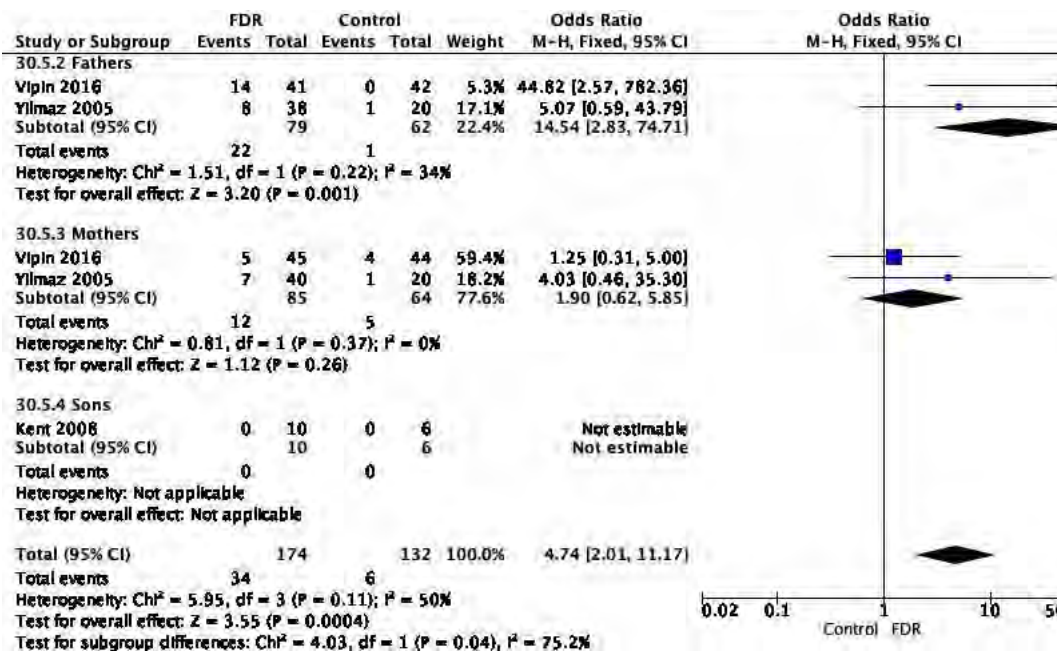 FDR Control Odds Ratio Odds Ratio
Study or Subgroup Events Total Events Total Weight M-H, Fixed, 95% CI M-H, Fixed, 95% CI
30.5.2 Fathers
Vipin 2016 14 41 0 42 5.3% 44.82 [2.57, 782.36]
Yilmaz 2005 8 38 1 20 17.1% 5.07 [0.59, 43.79]
Subtotal (95% CI) 79 62 22.4% 14.54 [2.83, 74.71]
Total events 22 1
Heterogeneity: Chi² = 1.51, df = 1 (P = 0.22); I² = 34%
Test for overall effect: Z = 3.20 (P = 0.001)
30.5.3 Mothers
Vipin 2016 5 45 4 44 59.4% 1.25 [0.31, 5.00]
Yilmaz 2005 7 40 1 20 18.2% 4.03 [0.46, 35.30]
Subtotal (95% CI) 85 64 77.6% 1.90 [0.62, 5.85]
Total events 12 5
Heterogeneity: Chi² = 0.81, df = 1 (P = 0.37); I² = 0%
Test for overall effect: Z = 1.12 (P = 0.26)
30.5.4 Sons
Kent 2008 0 10 0 6 Not estimable
Subtotal (95% CI) 10 6 Not estimable
Total events 0 0
Heterogeneity: Not applicable
Test for overall effect: Not applicable
Total (95% CI) 174 132 100.0% 4.74 [2.01, 11.17]
Total events 34 6
Heterogeneity: Chi² = 5.95, df = 3 (P = 0.11); I² = 50%
Test for overall effect: Z = 3.55 (P = 0.0004)
Test for subgroup differences: Chi² = 4.03, df = 1 (P = 0.04), I² = 75.2%
0.02 0.1 1 10 50
Control FDR